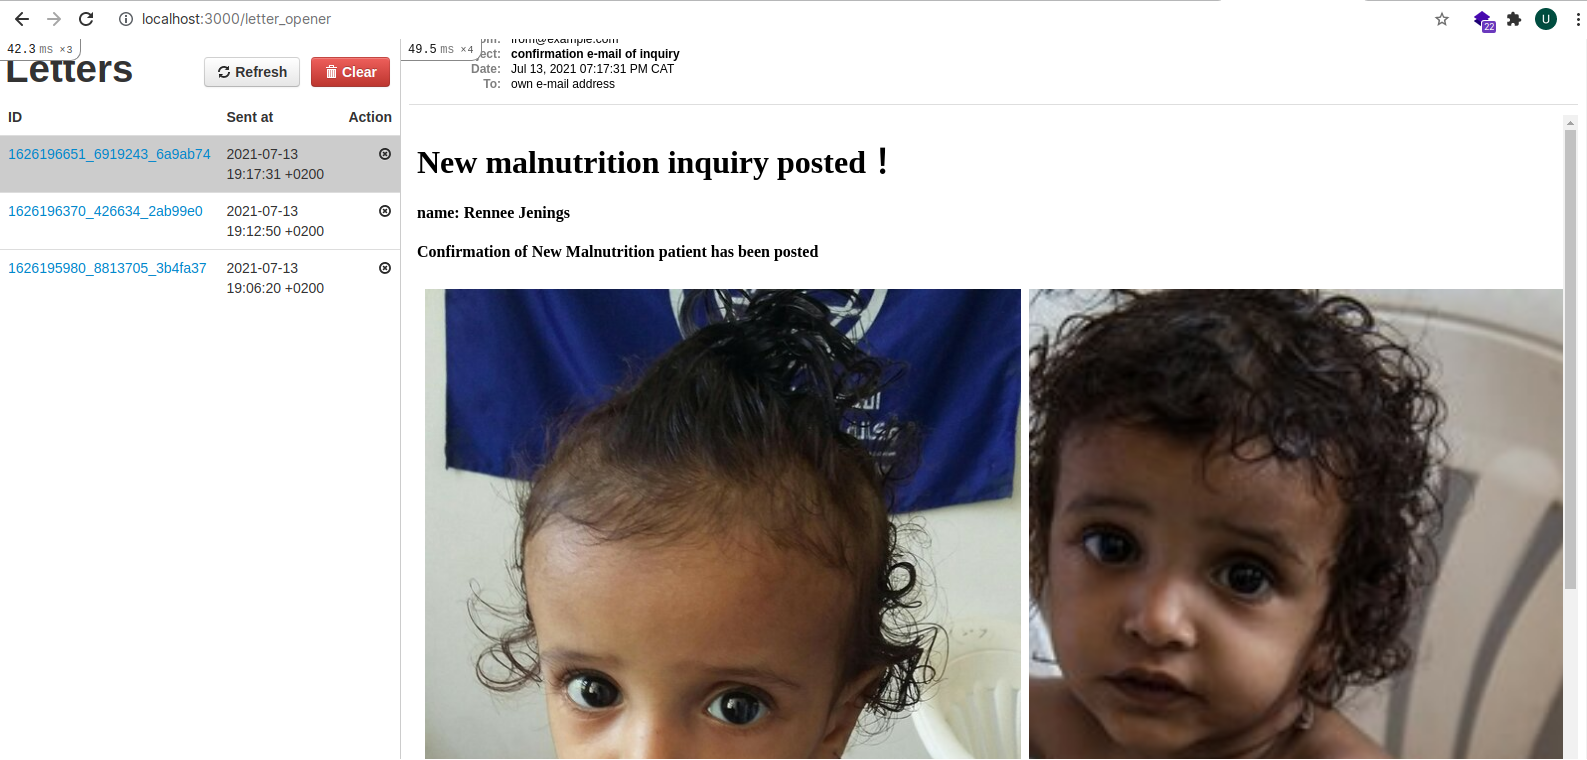 localhost:3000/letter_opener
22
U
42.3 ms ×3
49.5 ms ×4
Letters
Refresh
Clear
ID Sent at Action
1626196651_6919243_6a9ab74 2021-07-13
19:17:31 +0200
1626196370_426634_2ab99e0 2021-07-13
19:12:50 +0200
1626195980_8813705_3b4fa37 2021-07-13
19:06:20 +0200
from@example.com
ject: confirmation e-mail of inquiry
Date: Jul 13, 2021 07:17:31 PM CAT
To: own e-mail address
New malnutrition inquiry posted！
name: Rennee Jenings
Confirmation of New Malnutrition patient has been posted